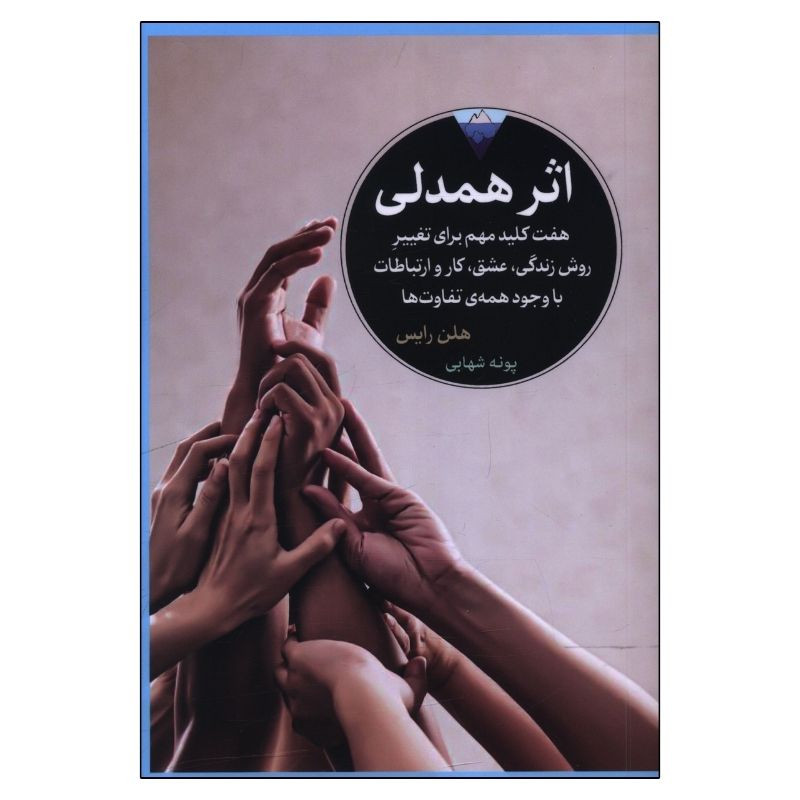 اثر همدلی
هفت کلید مهم برای تغییرِ
روش زندگی، عشق، کار و ارتباطات
با وجود همه‌ی تفاوت‌ها
هلن رایس
پونه شهابی